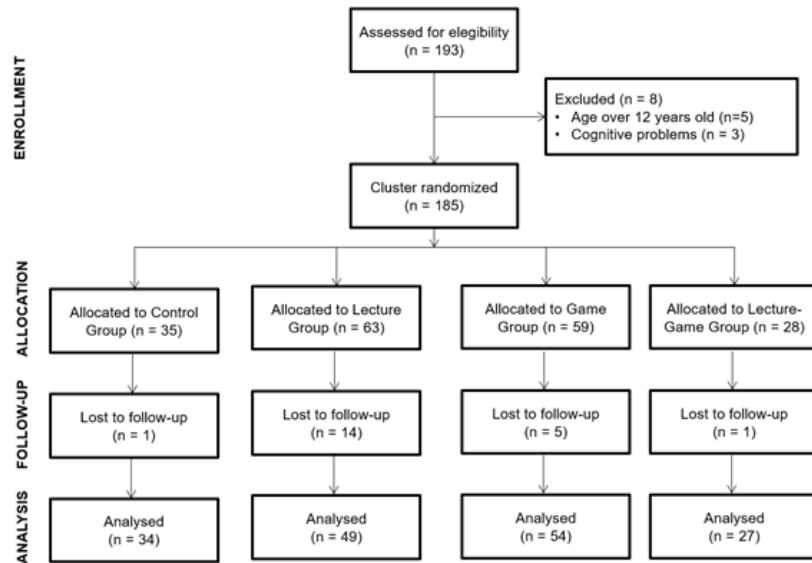 ENROLLMENT
Assessed for elegibility
(n = 193)
Excluded (n = 8)
• Age over 12 years old (n=5)
• Cognitive problems (n = 3)
Cluster randomized
(n = 185)
ALLOCATION
Allocated to Control
Group (n = 35)
Allocated to Lecture
Group (n = 63)
Allocated to Game
Group (n = 59)
Allocated to Lecture-
Game Group (n = 28)
FOLLOW-UP
Lost to follow-up
(n = 1)
Lost to follow-up
(n = 14)
Lost to follow-up
(n = 5)
Lost to follow-up
(n = 1)
ANALYSIS
Analysed
(n = 34)
Analysed
(n = 49)
Analysed
(n = 54)
Analysed
(n = 27)